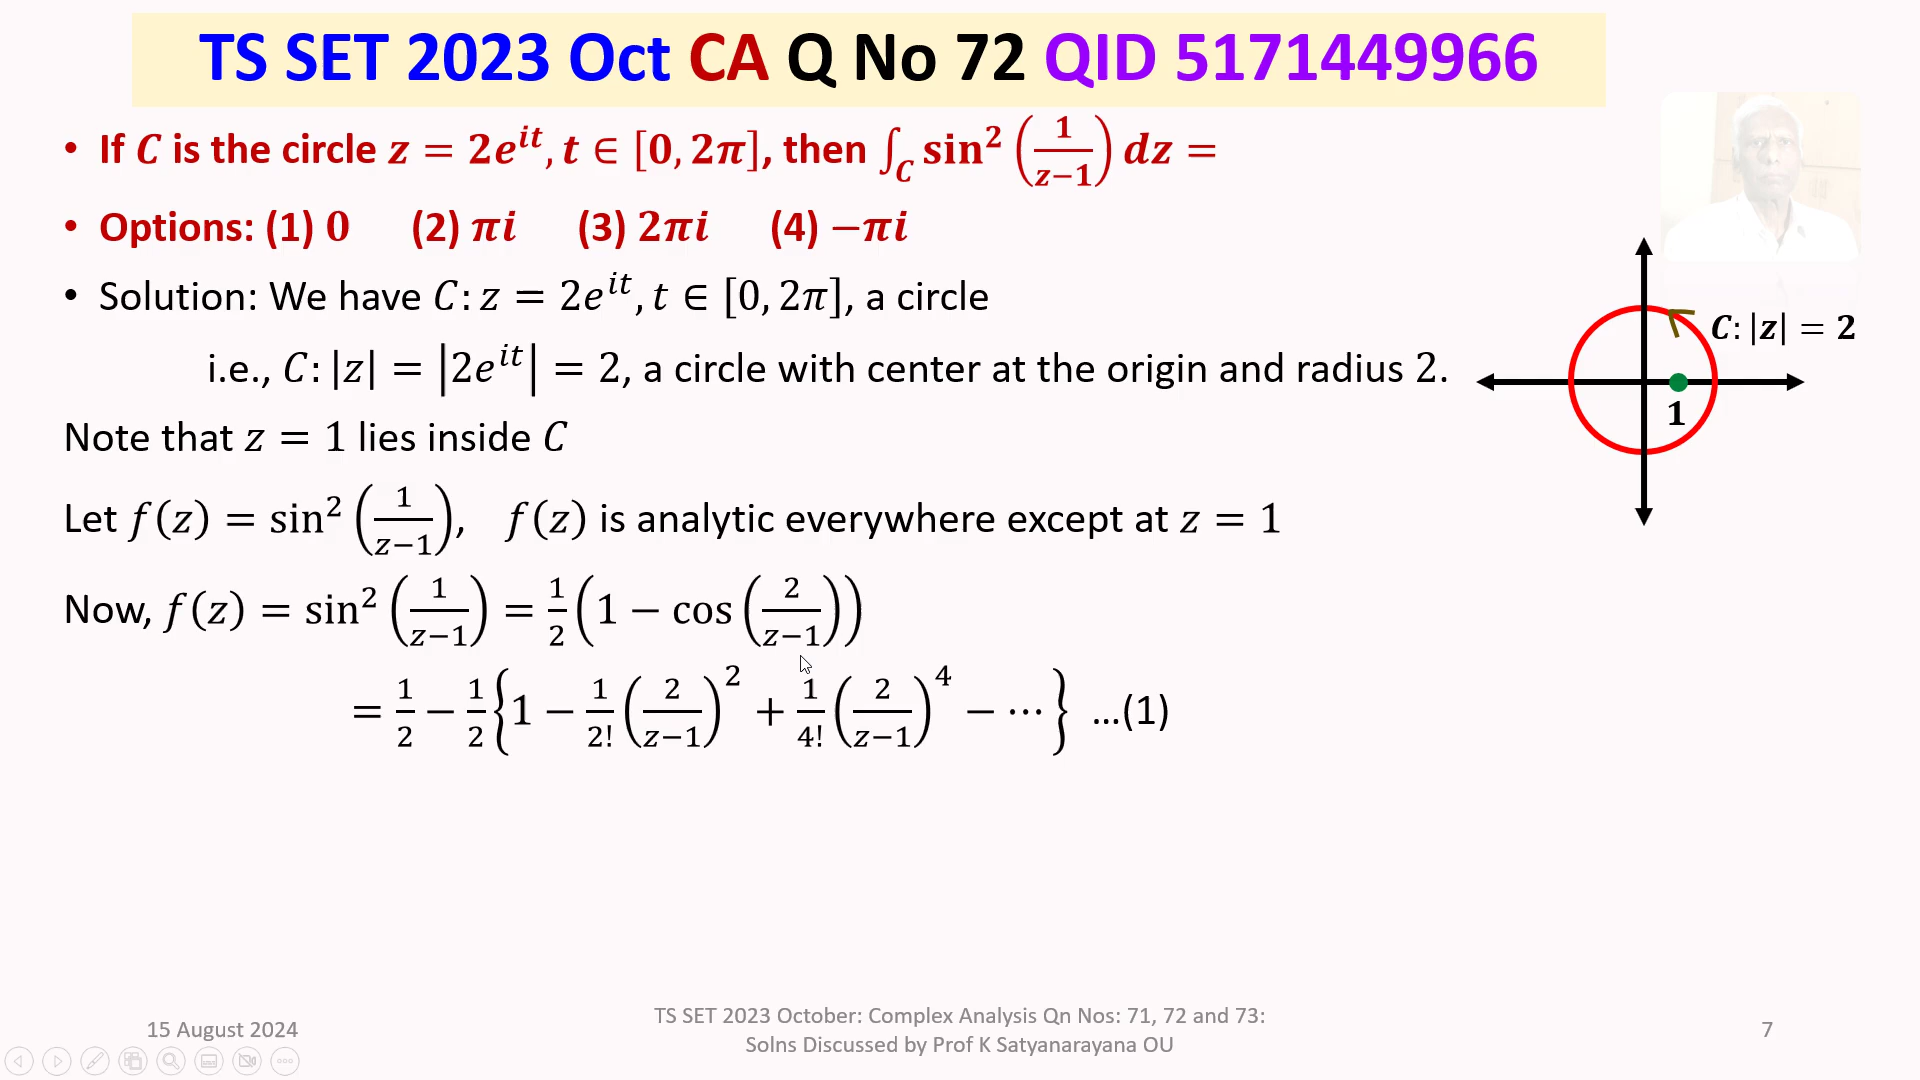 TS SET 2023 Oct CA Q No 72 QID 5171449966
• If C is the circle z = 2e^{it}, t ∈ [0, 2π], then ∫_C sin²(1/(z−1)) dz =
• Options: (1) 0 (2) πi (3) 2πi (4) −πi
• Solution: We have C: z = 2e^{it}, t ∈ [0, 2π], a circle
i.e., C: |z| = |2e^{it}| = 2, a circle with center at the origin and radius 2.
C: |z| = 2
1
Note that z = 1 lies inside C
Let f(z) = sin²(1/(z−1)), f(z) is analytic everywhere except at z = 1
Now, f(z) = sin²(1/(z−1)) = 1/2 (1 − cos(2/(z−1)))
= 1/2 − 1/2 {1 − 1/2! (2/(z−1))² + 1/4! (2/(z−1))⁴ − ⋯} …(1)
15 August 2024
TS SET 2023 October: Complex Analysis Qn Nos: 71, 72 and 73:
Solns Discussed by Prof K Satyanarayana OU
7